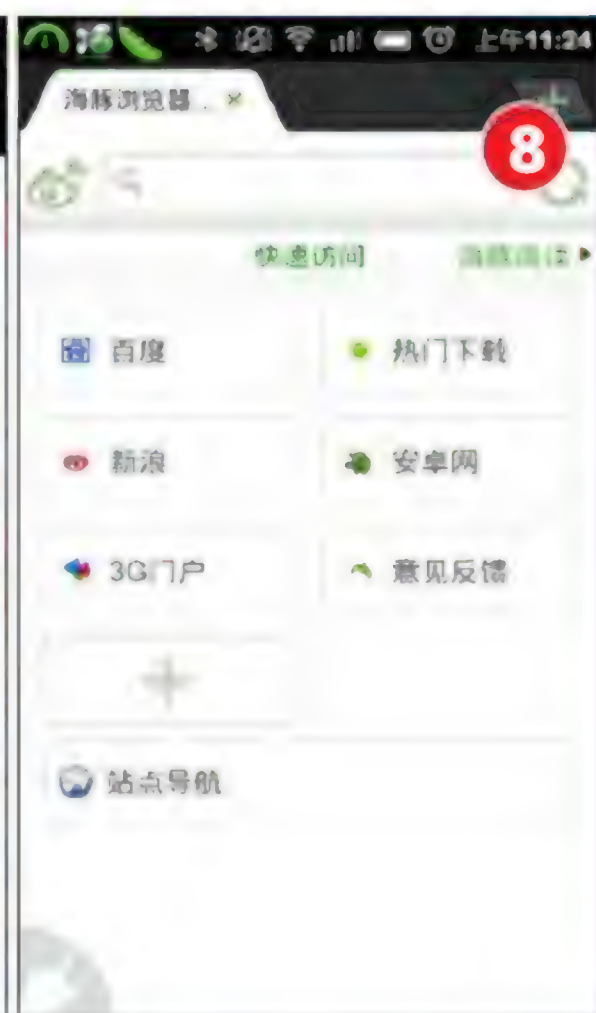 上午11:24
海豚浏览器 . ×
8
快速访问
百度
热门下载
新浪
安卓网
3G门户
意见反馈
站点导航